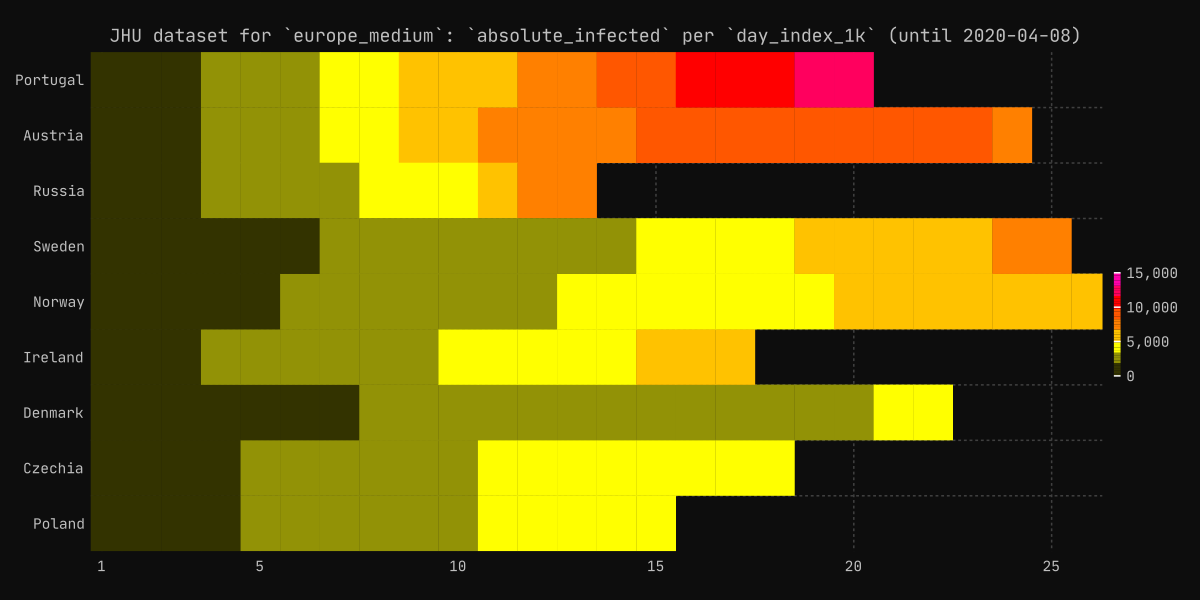 JHU dataset for `europe_medium`: `absolute_infected` per `day_index_1k` (until 2020-04-08)
Portugal
Austria
Russia
Sweden
Norway
Ireland
Denmark
Czechia
Poland
15,000
10,000
5,000
0
1 5 10 15 20 25